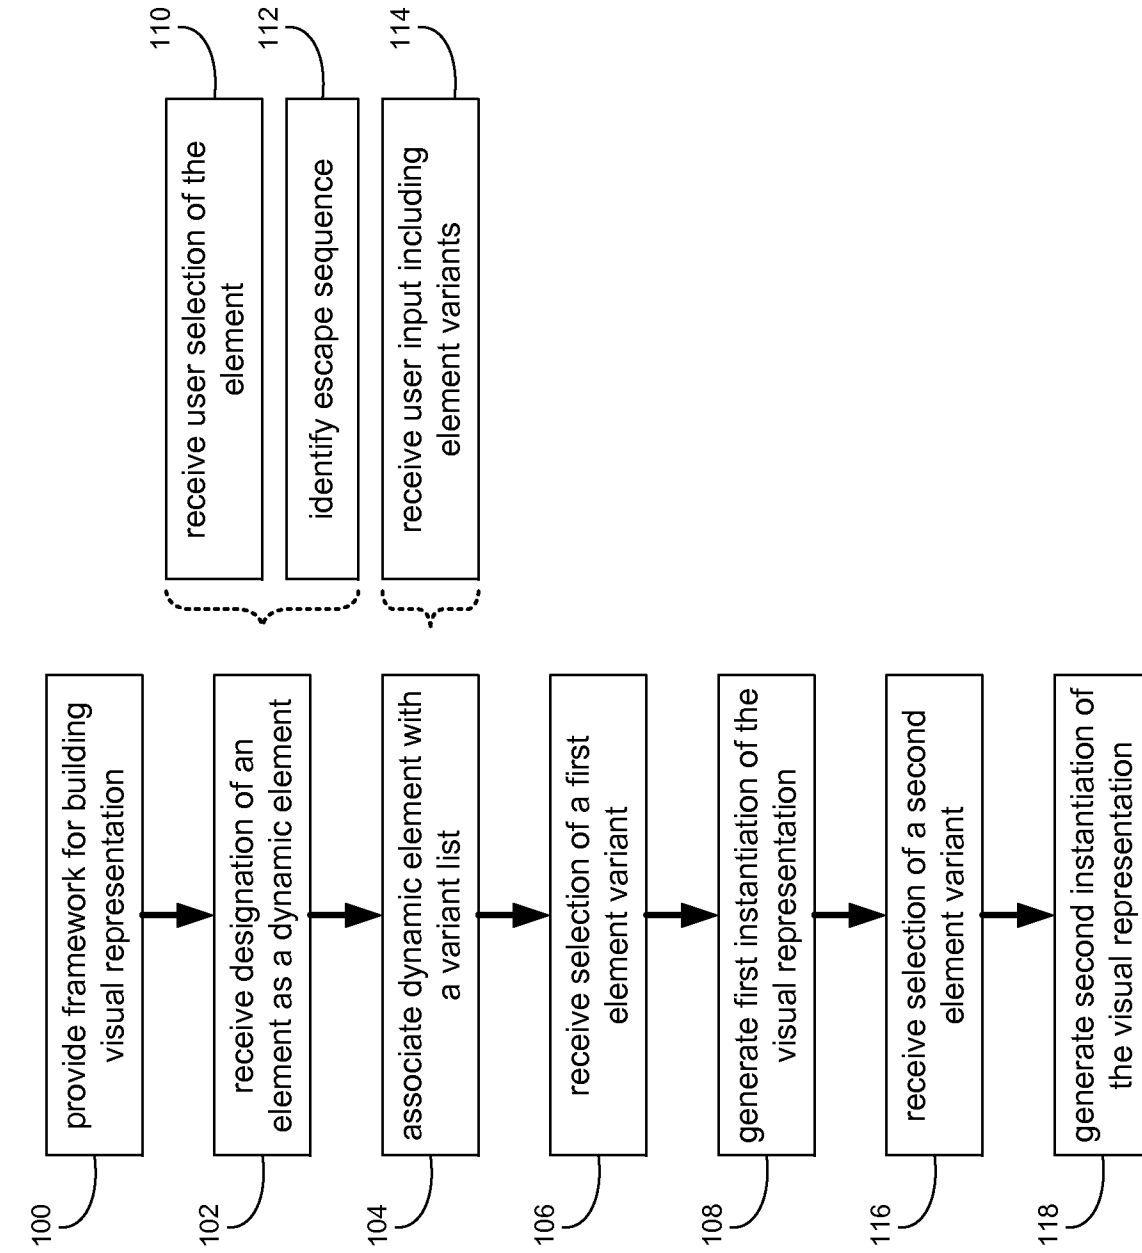 100
provide framework for building
visual representation
102
receive designation of an
element as a dynamic element
104
associate dynamic element with
a variant list
106
receive selection of a first
element variant
108
generate first instantiation of the
visual representation
116
receive selection of a second
element variant
118
generate second instantiation of
the visual representation
110
receive user selection of the
element
112
identify escape sequence
114
receive user input including
element variants